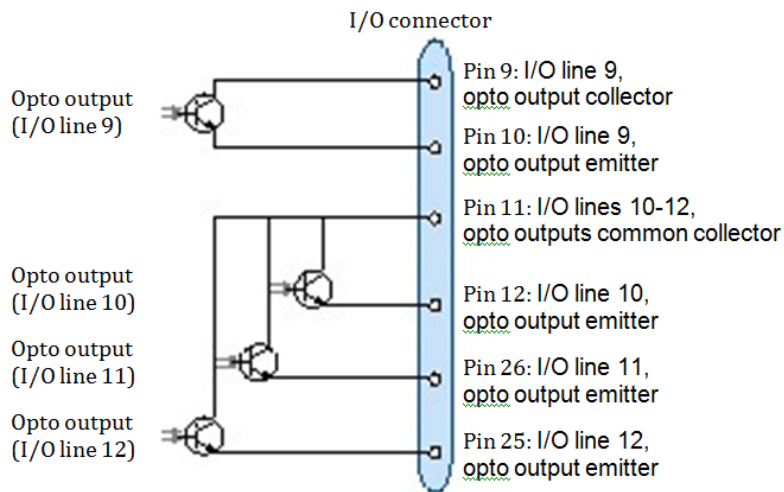 I/O connector
Opto output
(I/O line 9)
Pin 9: I/O line 9,
opto output collector
Pin 10: I/O line 9,
opto output emitter
Pin 11: I/O lines 10-12,
opto outputs common collector
Opto output
(I/O line 10)
Pin 12: I/O line 10,
opto output emitter
Opto output
(I/O line 11)
Pin 26: I/O line 11,
opto output emitter
Opto output
(I/O line 12)
Pin 25: I/O line 12,
opto output emitter